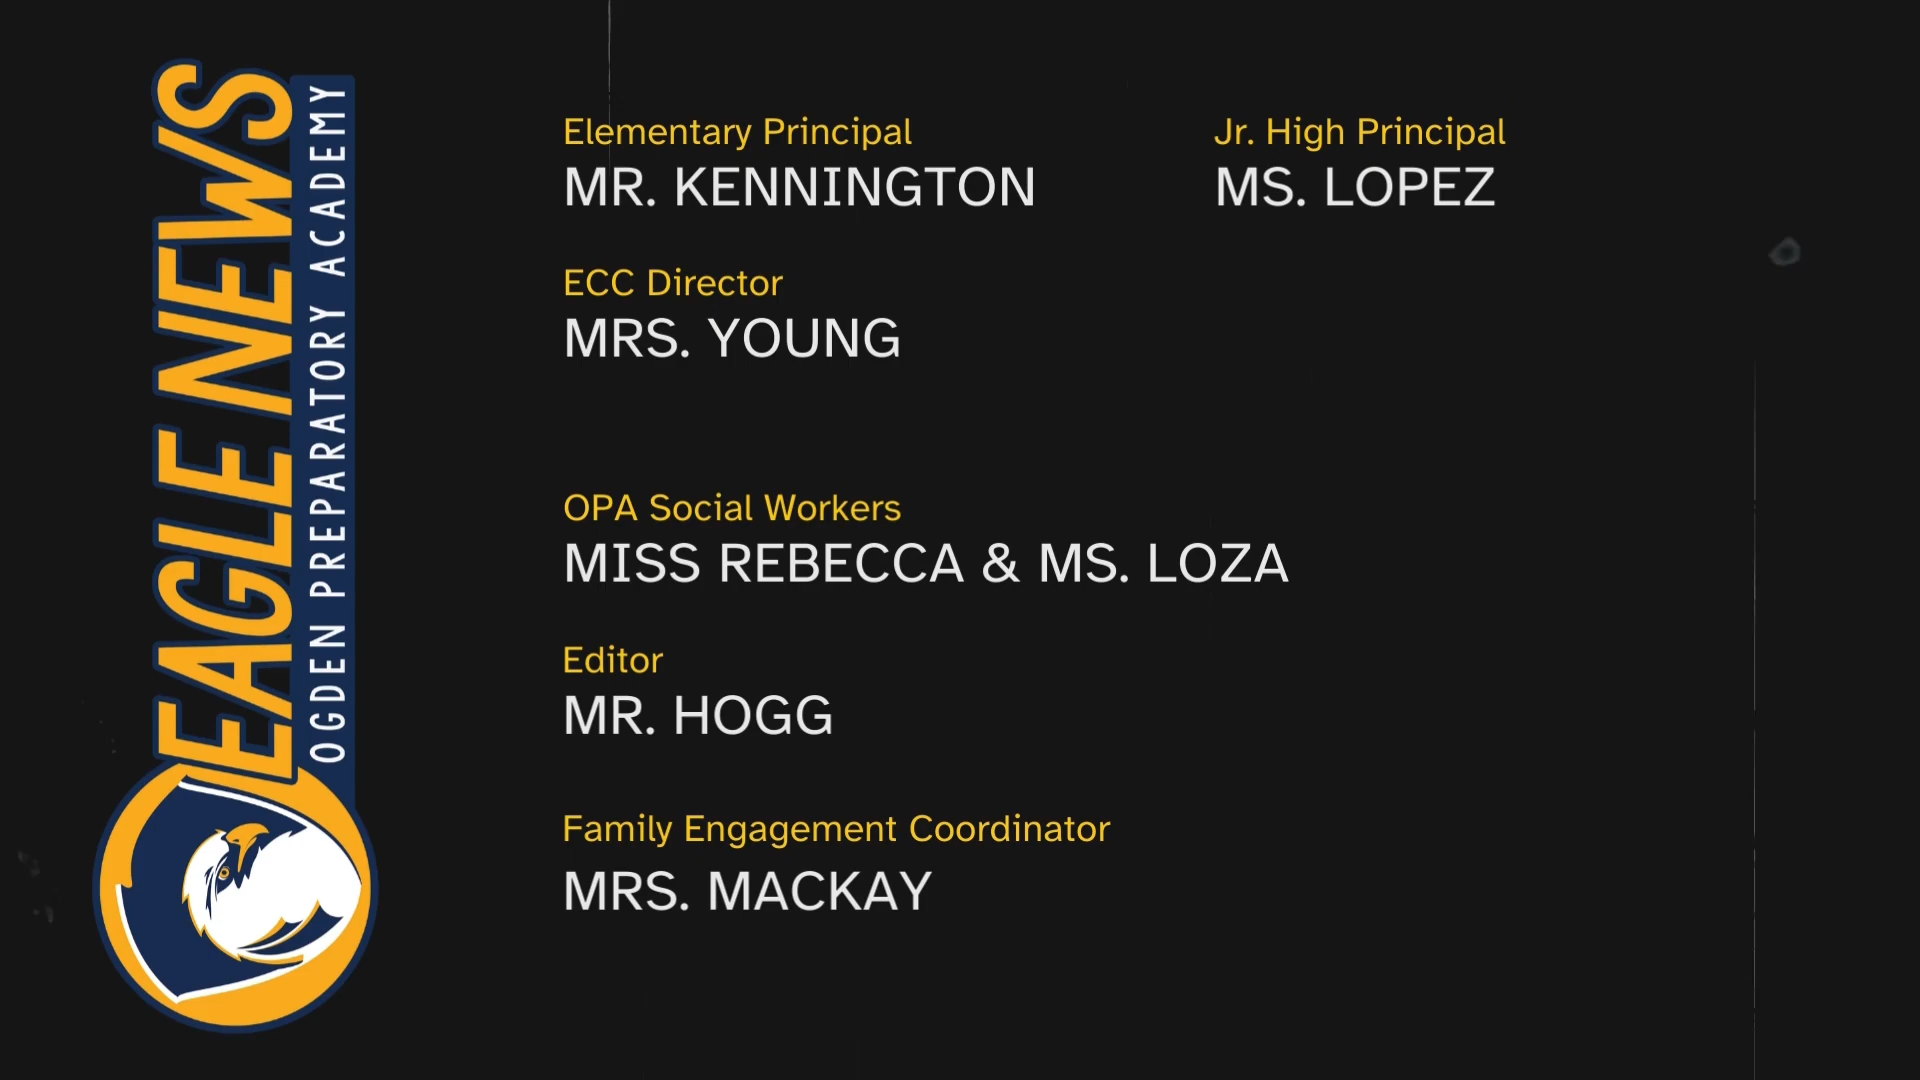 EAGLE NEWS
OGDEN PREPARATORY ACADEMY
Elementary Principal
MR. KENNINGTON
Jr. High Principal
MS. LOPEZ
ECC Director
MRS. YOUNG
OPA Social Workers
MISS REBECCA & MS. LOZA
Editor
MR. HOGG
Family Engagement Coordinator
MRS. MACKAY